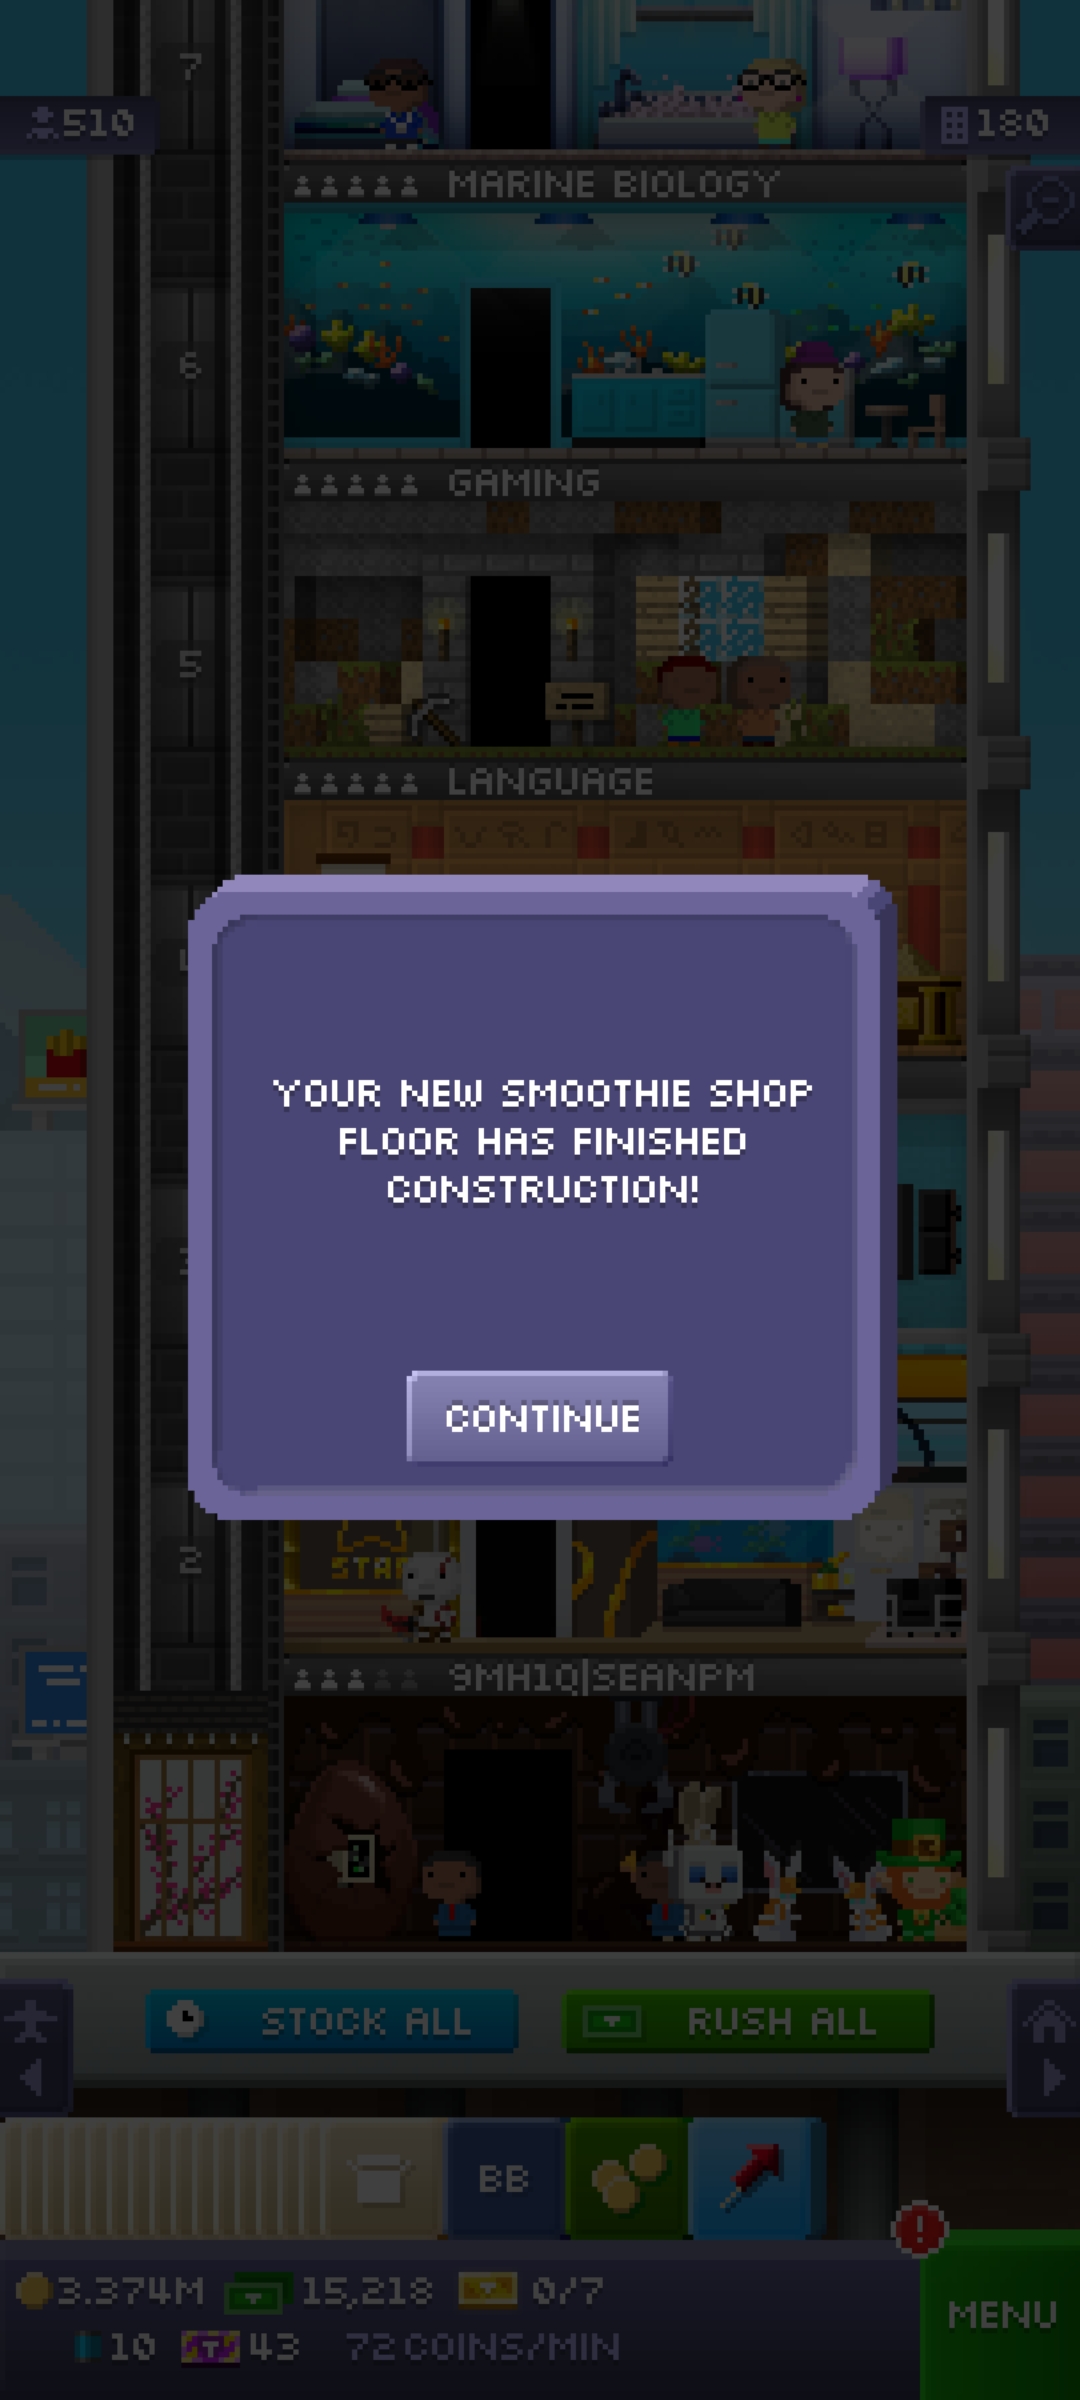 7
510
180
MARINE BIOLOGY
6
GAMING
5
LANGUAGE
YOUR NEW SMOOTHIE SHOP
FLOOR HAS FINISHED
CONSTRUCTION!
CONTINUE
2
9MH1Q|SEANPM
STOCK ALL
RUSH ALL
BB
3.374M
15,218
0/7
MENU
10
43
72 COINS/MIN